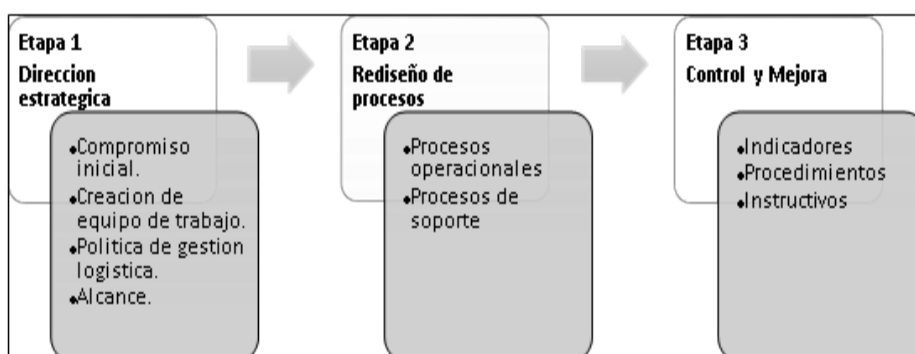 Etapa 1
Direccion
estrategica
•Compromiso
inicial.
•Creacion de
equipo de trabajo.
•Politica de gestion
logistica.
•Alcance.
Etapa 2
Rediseño de
procesos
•Procesos
operacionales
•Procesos de
soporte
Etapa 3
Control y Mejora
•Indicadores
•Procedimientos
•Instructivos